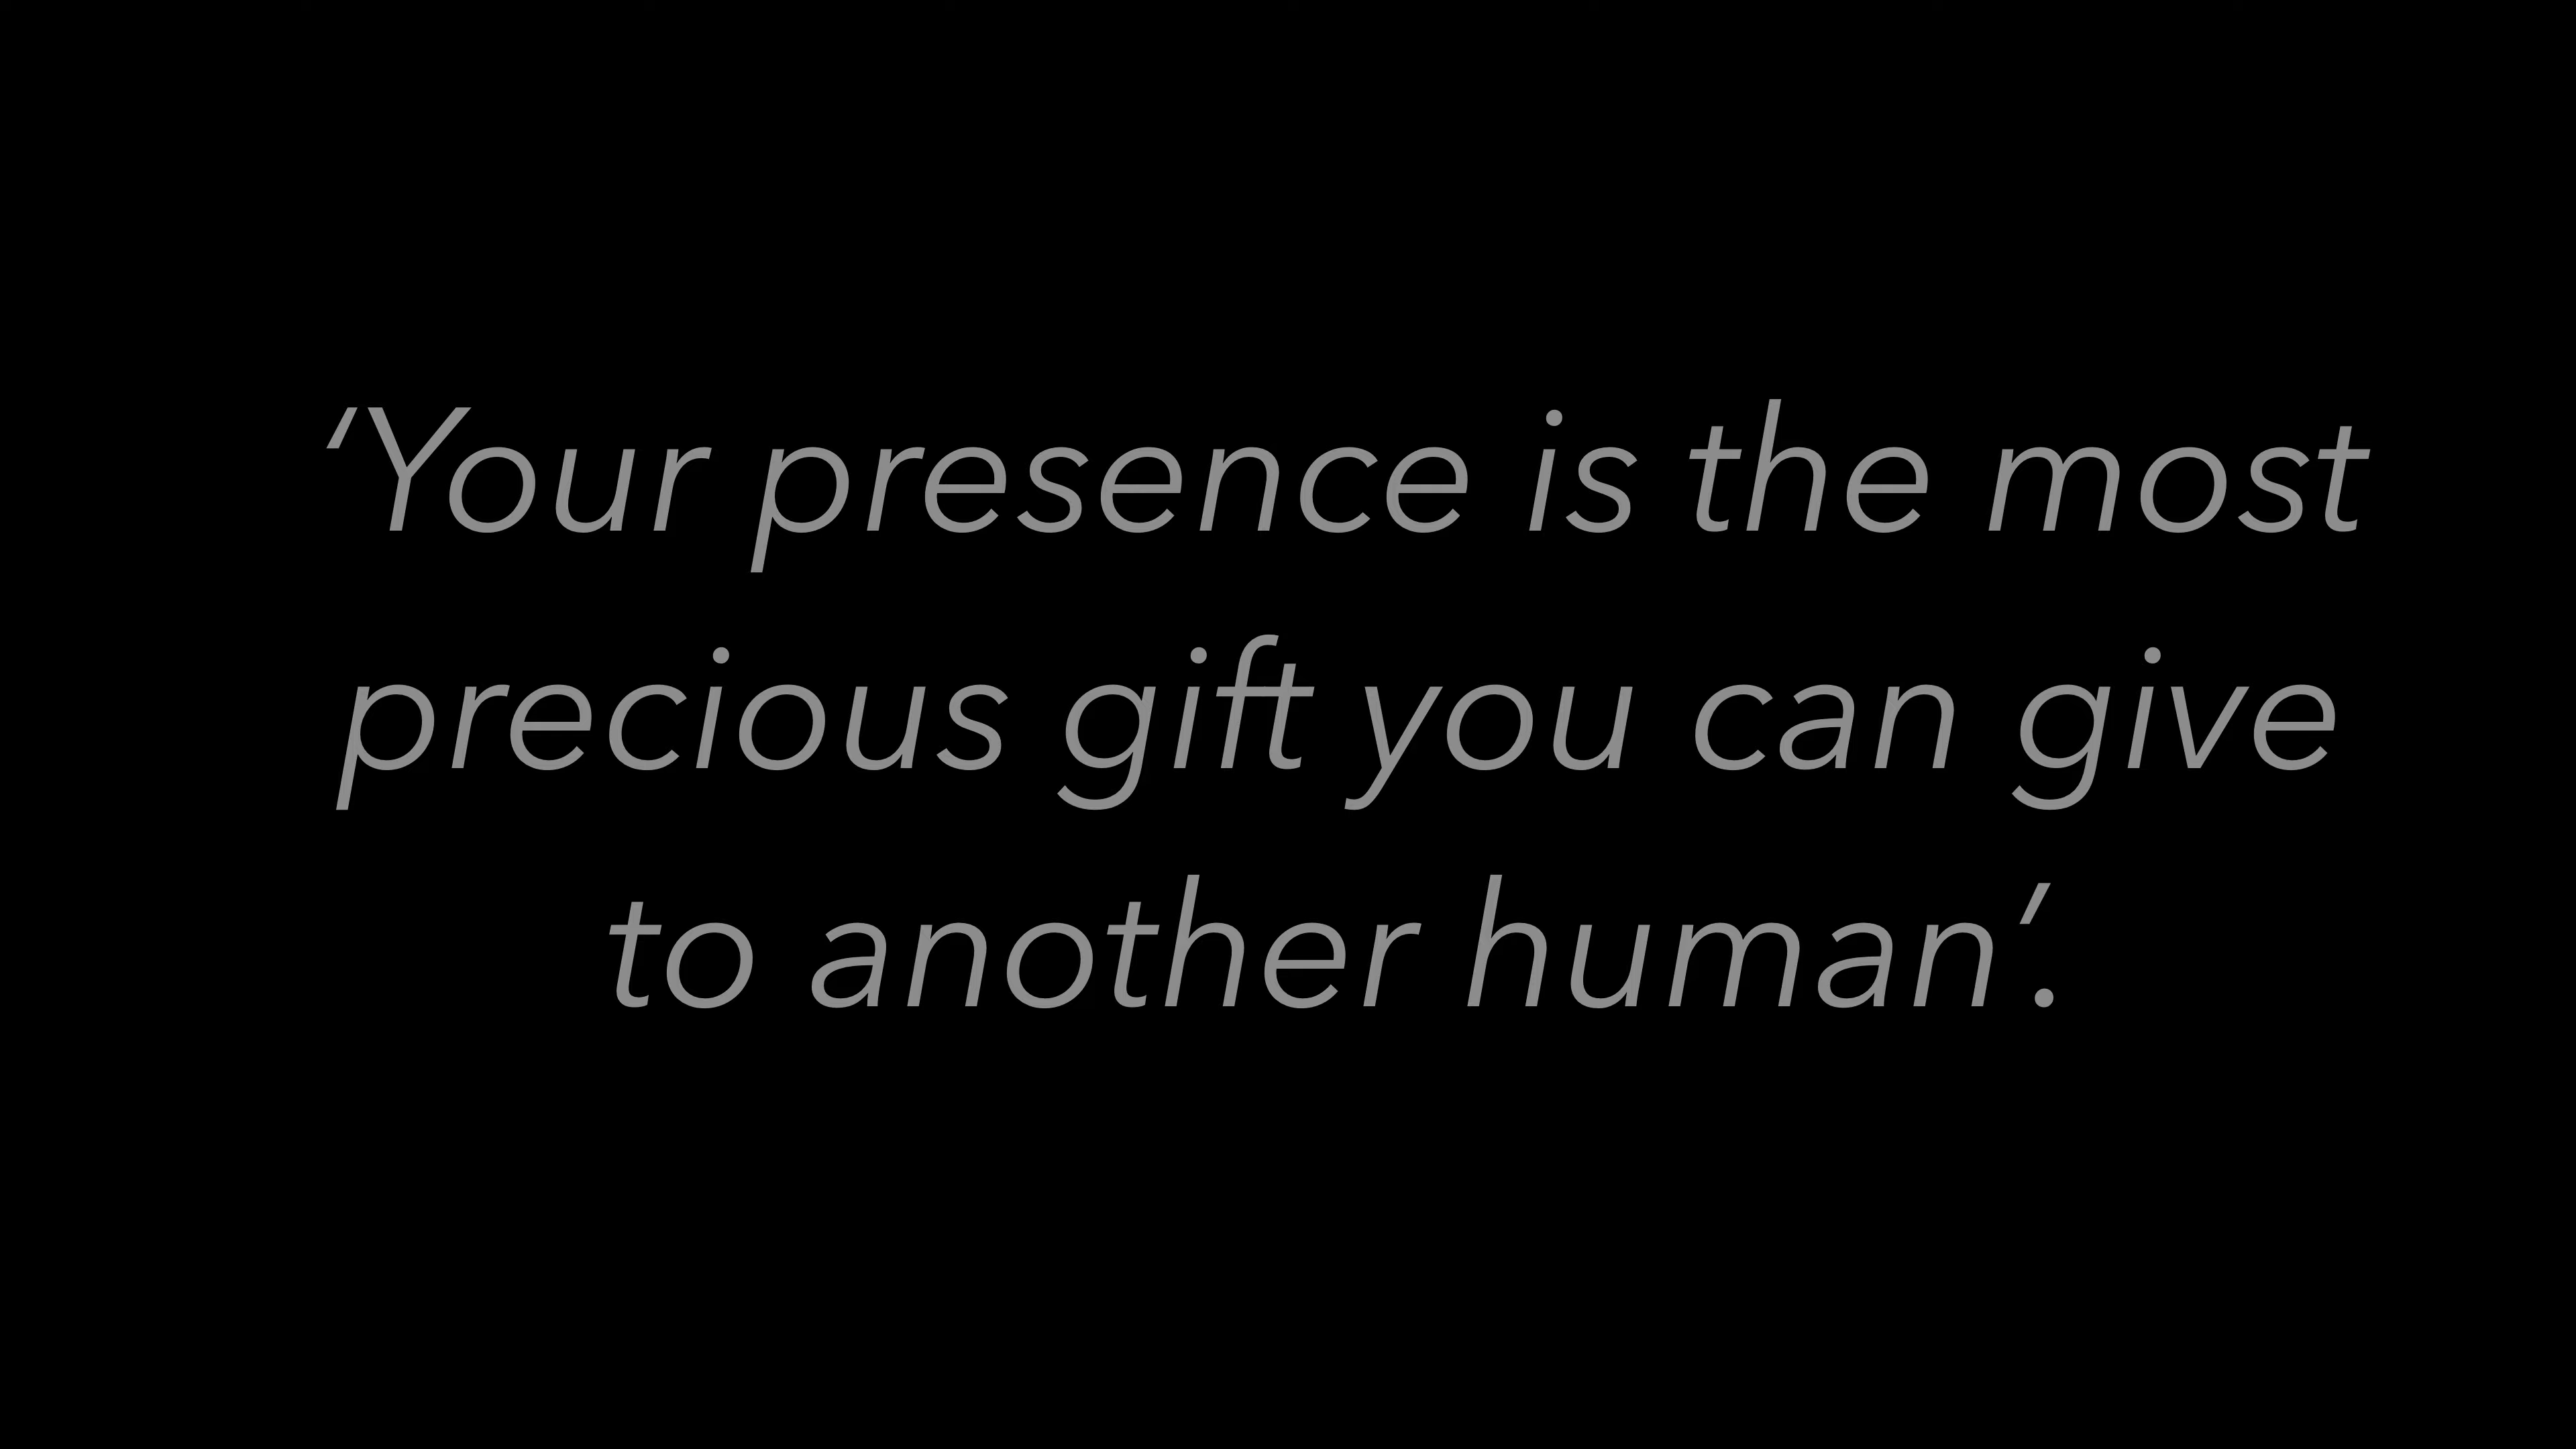 ‘Your presence is the most
precious gift you can give
to another human’.